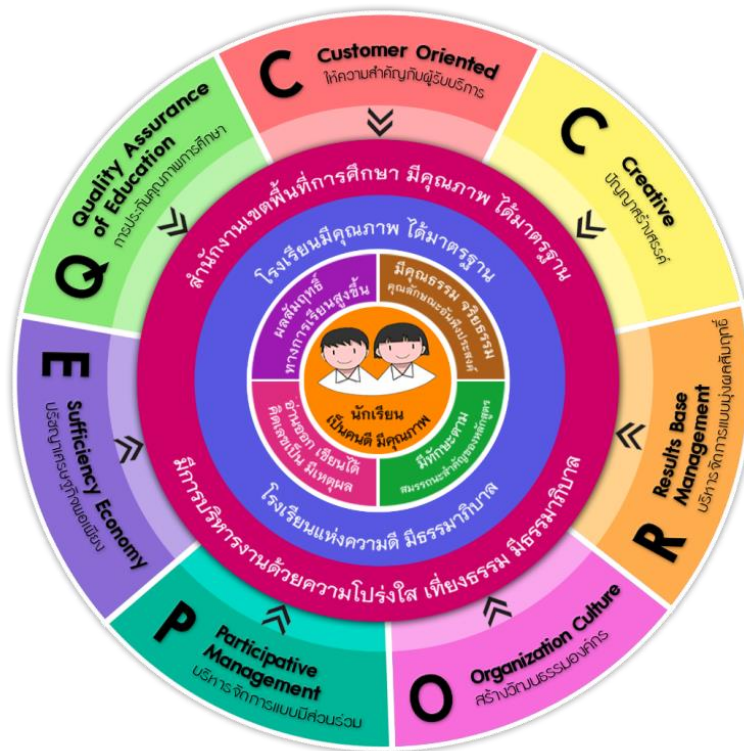 C
Customer Oriented
ให้ความสำคัญกับผู้รับบริการ
C
Creative
ปัญญาสร้างสรรค์
R
Results Base
Management
บริหารจัดการแบบมุ่งผลสัมฤทธิ์
O
Organization Culture
สร้างวัฒนธรรมองค์กร
P
Participative
Management
บริหารจัดการแบบมีส่วนร่วม
E
Sufficiency Economy
ปรัชญาเศรษฐกิจพอเพียง
Q
Quality Assurance
of Education
การประกันคุณภาพการศึกษา
สำนักงานเขตพื้นที่การศึกษา มีคุณภาพ ได้มาตรฐาน
มีการบริหารงานด้วยความโปร่งใส เที่ยงธรรม มีธรรมาภิบาล
โรงเรียนมีคุณภาพ ได้มาตรฐาน
โรงเรียนแห่งความดี มีธรรมาภิบาล
ผลสัมฤทธิ์
ทางการเรียนสูงขึ้น
มีคุณธรรม จริยธรรม
คุณลักษณะอันพึงประสงค์
มีทักษะตาม
สมรรถนะสำคัญของหลักสูตร
อ่านออก เขียนได้
คิดเลขเป็น มีเหตุผล
นักเรียน
เป็นคนดี มีคุณภาพ